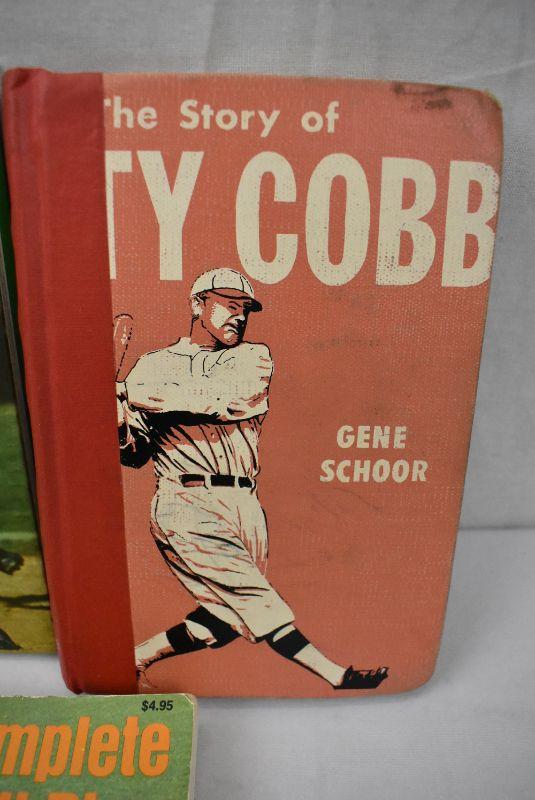 The Story of
TY COBB
GENE
SCHOOR
$4.95
mplete